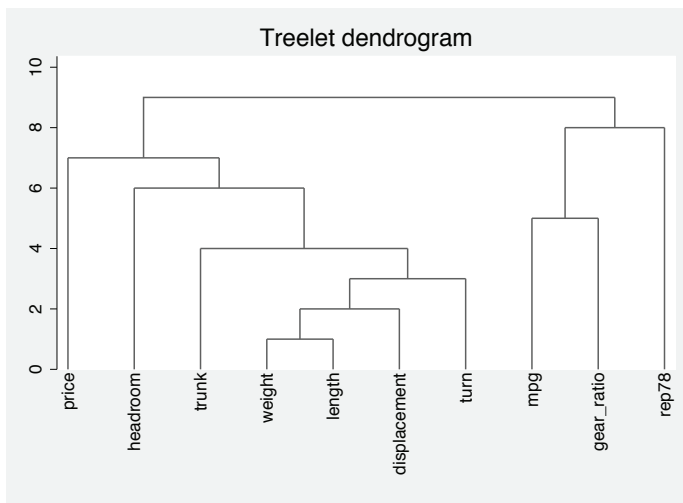 Treelet dendrogram
10
8
6
4
2
0
price
headroom
trunk
weight
length
displacement
turn
mpg
gear_ratio
rep78